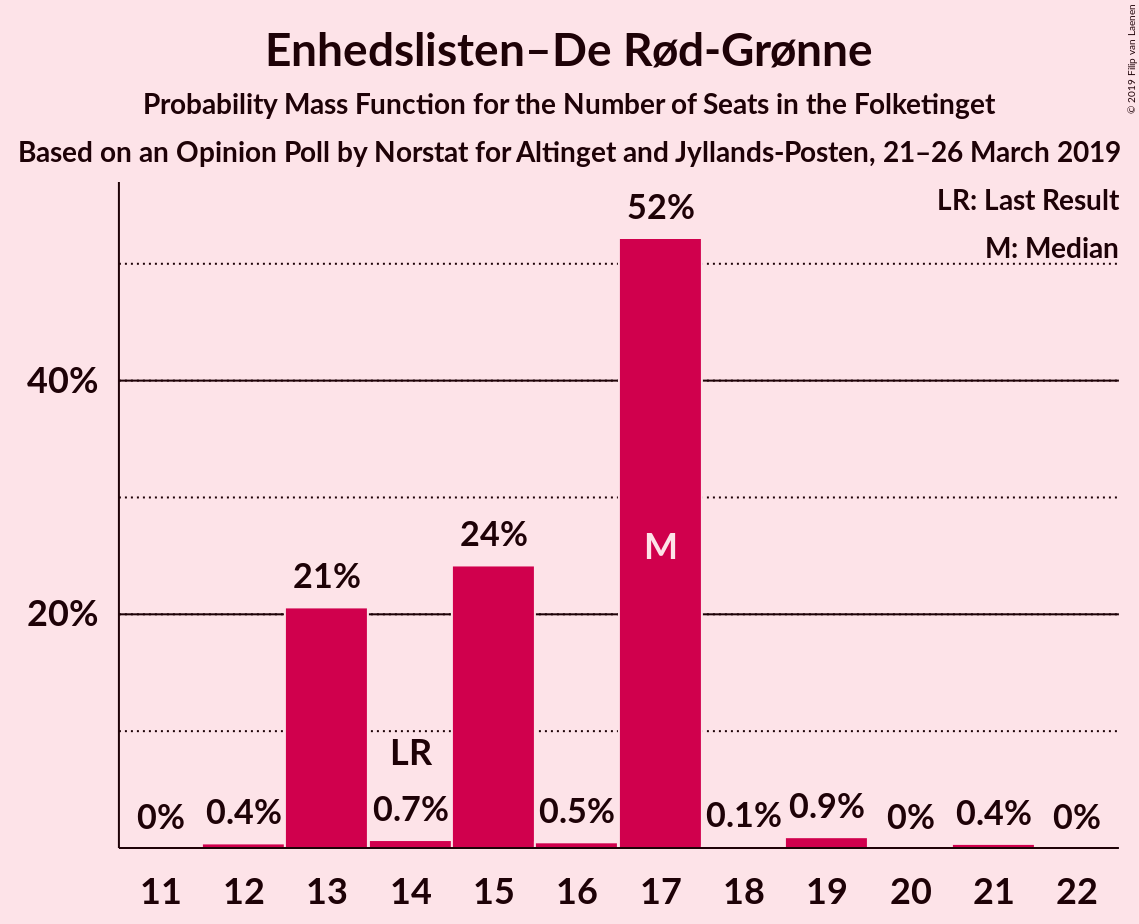 Enhedslisten–De Rød-Grønne
Probability Mass Function for the Number of Seats in the Folketinget
Based on an Opinion Poll by Norstat for Altinget and Jyllands-Posten, 21–26 March 2019
© 2019 Filip van Laenen
LR: Last Result
M: Median
52%
40%
24%
M
21%
20%
LR
0% 0.4% 0.7% 0.5% 0.1% 0.9% 0% 0.4% 0%
11 12 13 14 15 16 17 18 19 20 21 22